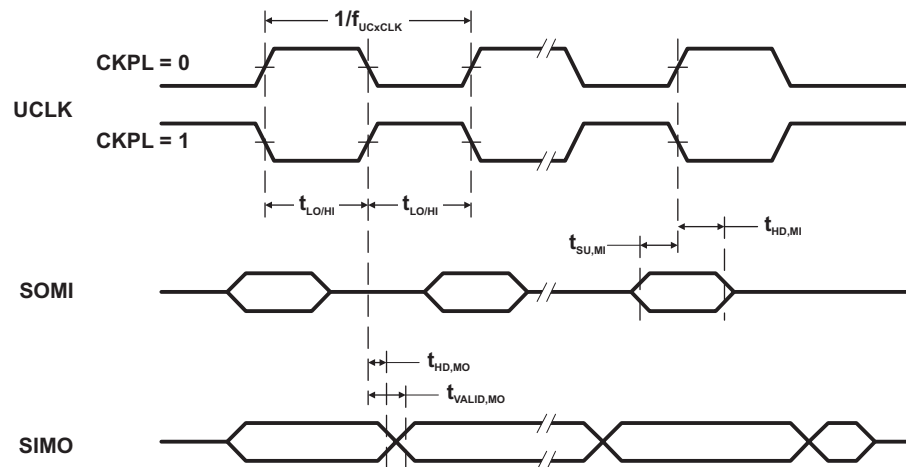 1/fUCxCLK
CKPL = 0
UCLK
CKPL = 1
tLO/HI tLO/HI
tSU,MI
tHD,MI
SOMI
tHD,MO
tVALID,MO
SIMO